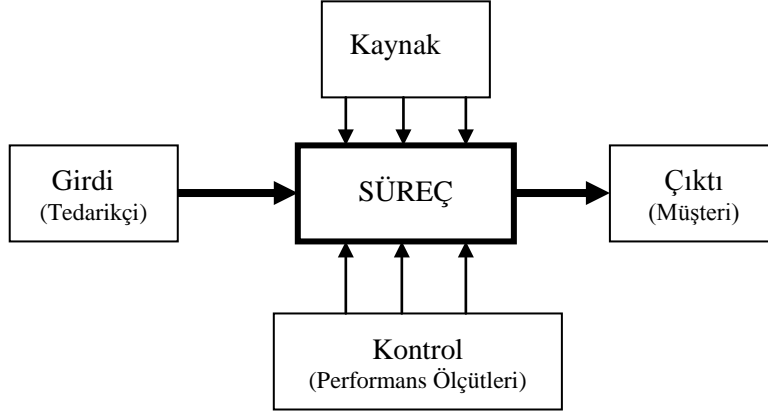 Kaynak
Girdi
(Tedarikçi)
SÜREÇ
Çıktı
(Müşteri)
Kontrol
(Performans Ölçütleri)